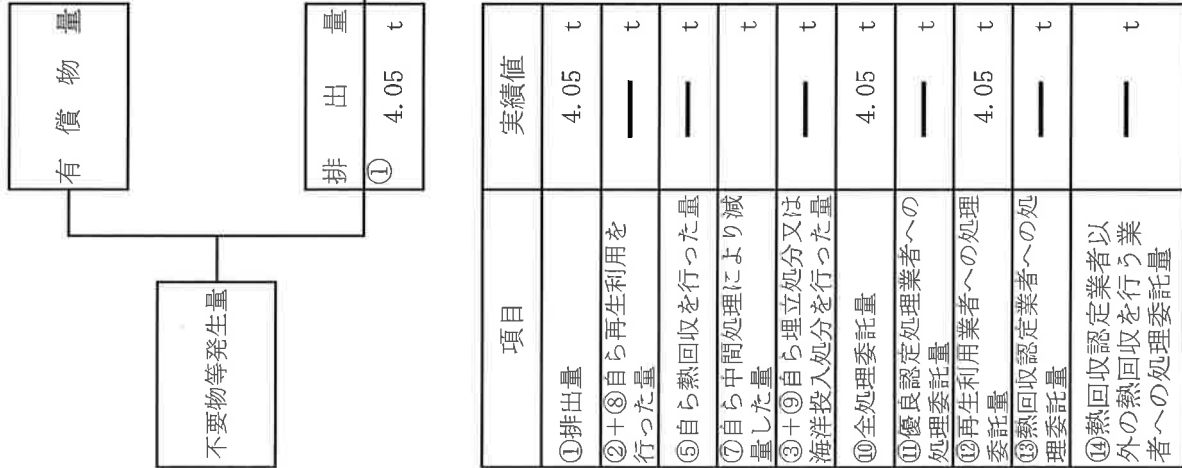 有償物量
不要物等発生量
排出量
① 4.05 t
項目 実績値
①排出量 4.05 t
②+⑧自ら再生利用を
行った量 ー t
⑤自ら熱回収を行った量 ー t
⑦自ら中間処理により減
量した量 t
③+⑨自ら埋立処分又は
海洋投入処分を行った量 ー t
⑩全処理委託量 4.05 t
⑪優良認定処理業者への
処理委託量 ー t
⑫再生利用業者への処理
委託量 4.05 t
⑬熱回収認定業者への処
理委託量 ー t
⑭熱回収認定業者以
外の熱回収を行う業
者への処理委託量 ー t